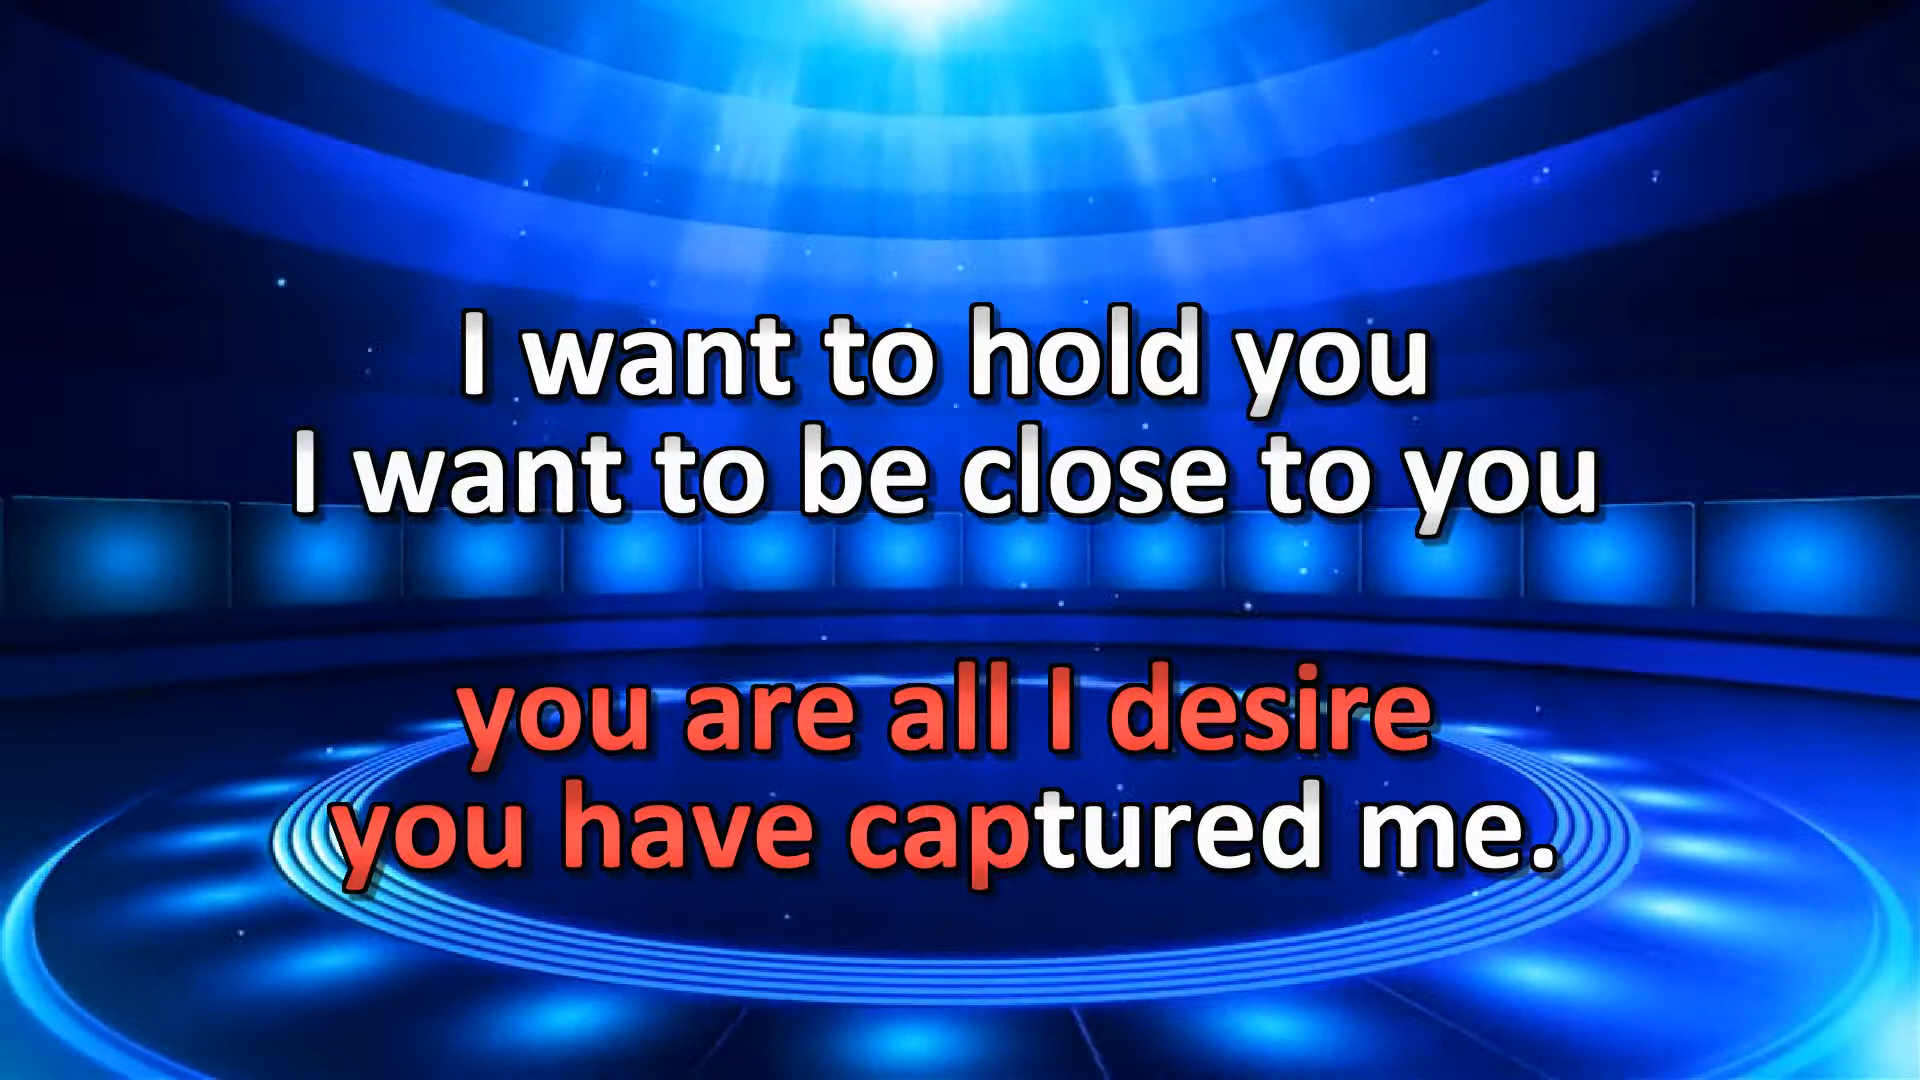 I want to hold you
I want to be close to you
you are all I desire
you have captured me.